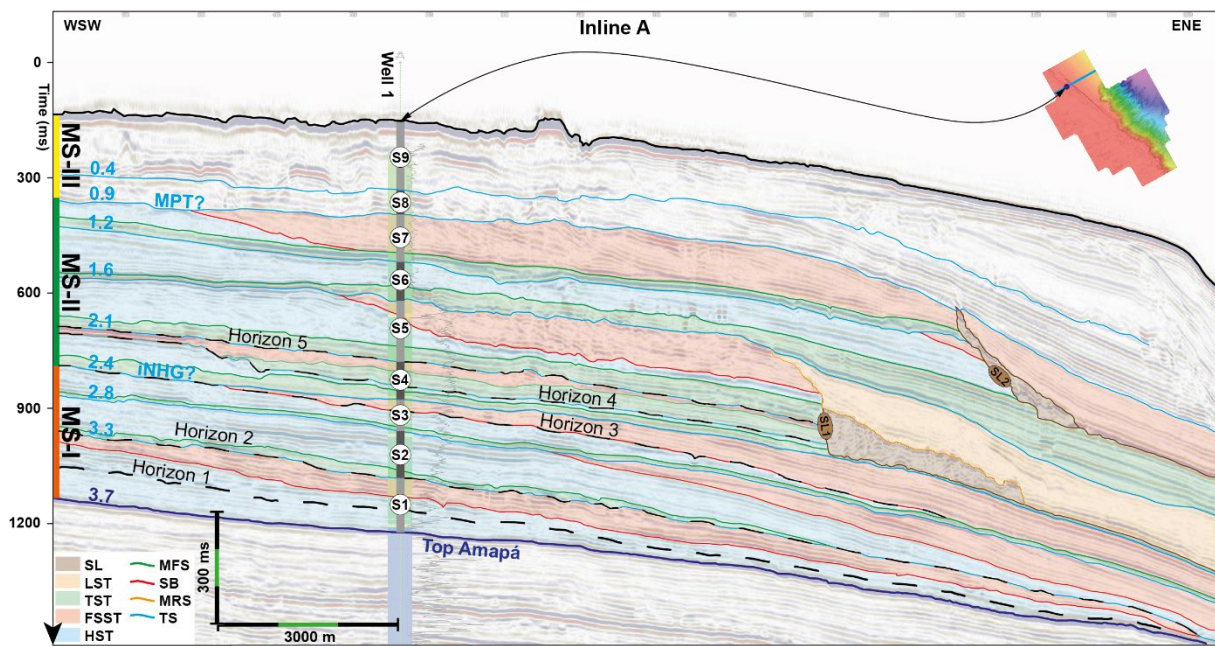 WSW
Inline A
ENE
0
Time (ms)
300
600
900
1200
Well 1
MS-III
MS-II
MS-I
0.4
0.9
MPT?
1.2
1.6
2.1
2.4
iNHG?
2.8
3.3
3.7
S9
S8
S7
S6
S5
S4
S3
S2
S1
Horizon 5
Horizon 4
Horizon 3
Horizon 2
Horizon 1
SL2
SL1
Top Amapá
300 ms
3000 m
SL
LST
TST
FSST
HST
MFS
SB
MRS
TS